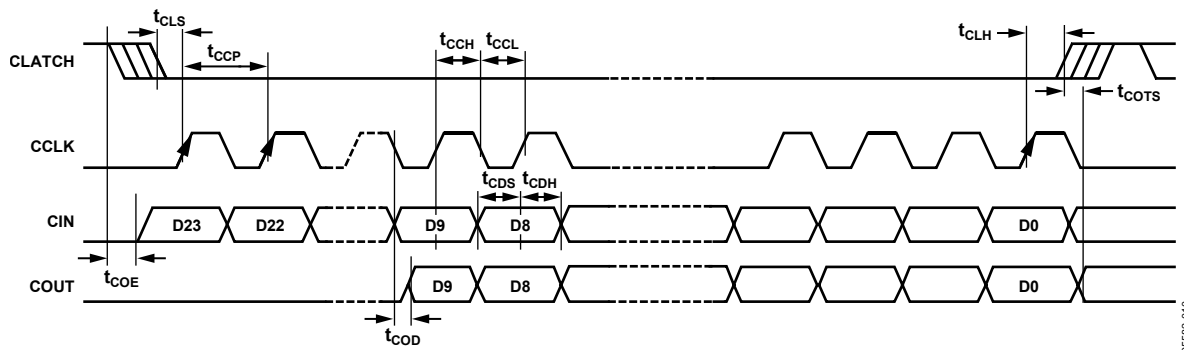 tCLS
tCCP
tCCH
tCCL
tCLH
CLATCH
tCOTS
CCLK
tCDS
tCDH
CIN
D23
D22
D9
D8
D0
tCOE
COUT
D9
D8
D0
tCOD